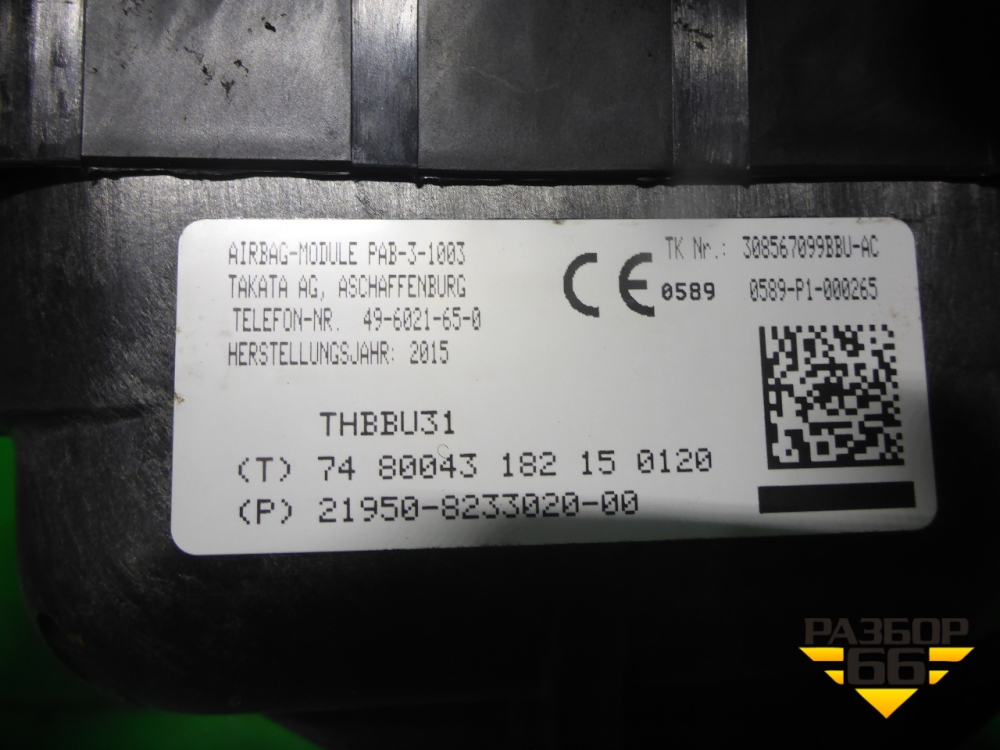 AIRBAG-MODULE PAB-3-1003
TAKATA AG, ASCHAFFENBURG
TELEFON-NR. 49-6021-65-0
HERSTELLUNGSJAHR: 2015
CE 0589
TK Nr.: 308567099BBU-AC
0589-P1-000265
THBBU31
(T) 74 80043 182 15 0120
(P) 21950-8233020-00
РАЗБОР
66